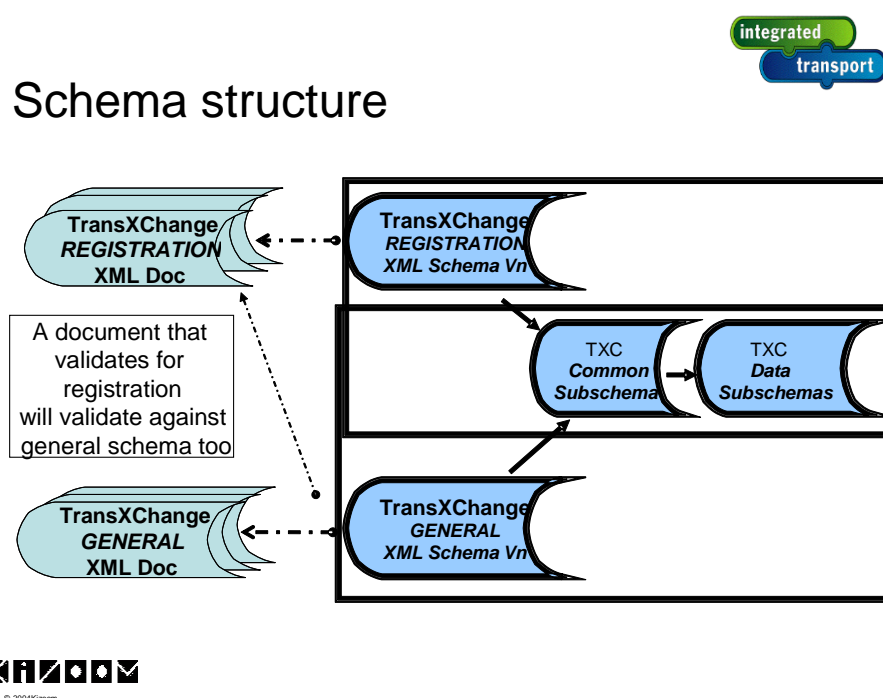 integrated
transport
Schema structure
TransXChange
REGISTRATION
XML Doc
TransXChange
REGISTRATION
XML Schema Vn
A document that
validates for
registration
will validate against
general schema too
TXC
Common
Subschema
TXC
Data
Subschemas
TransXChange
GENERAL
XML Doc
TransXChange
GENERAL
XML Schema Vn
KIZOOM
© 2004Kizoom